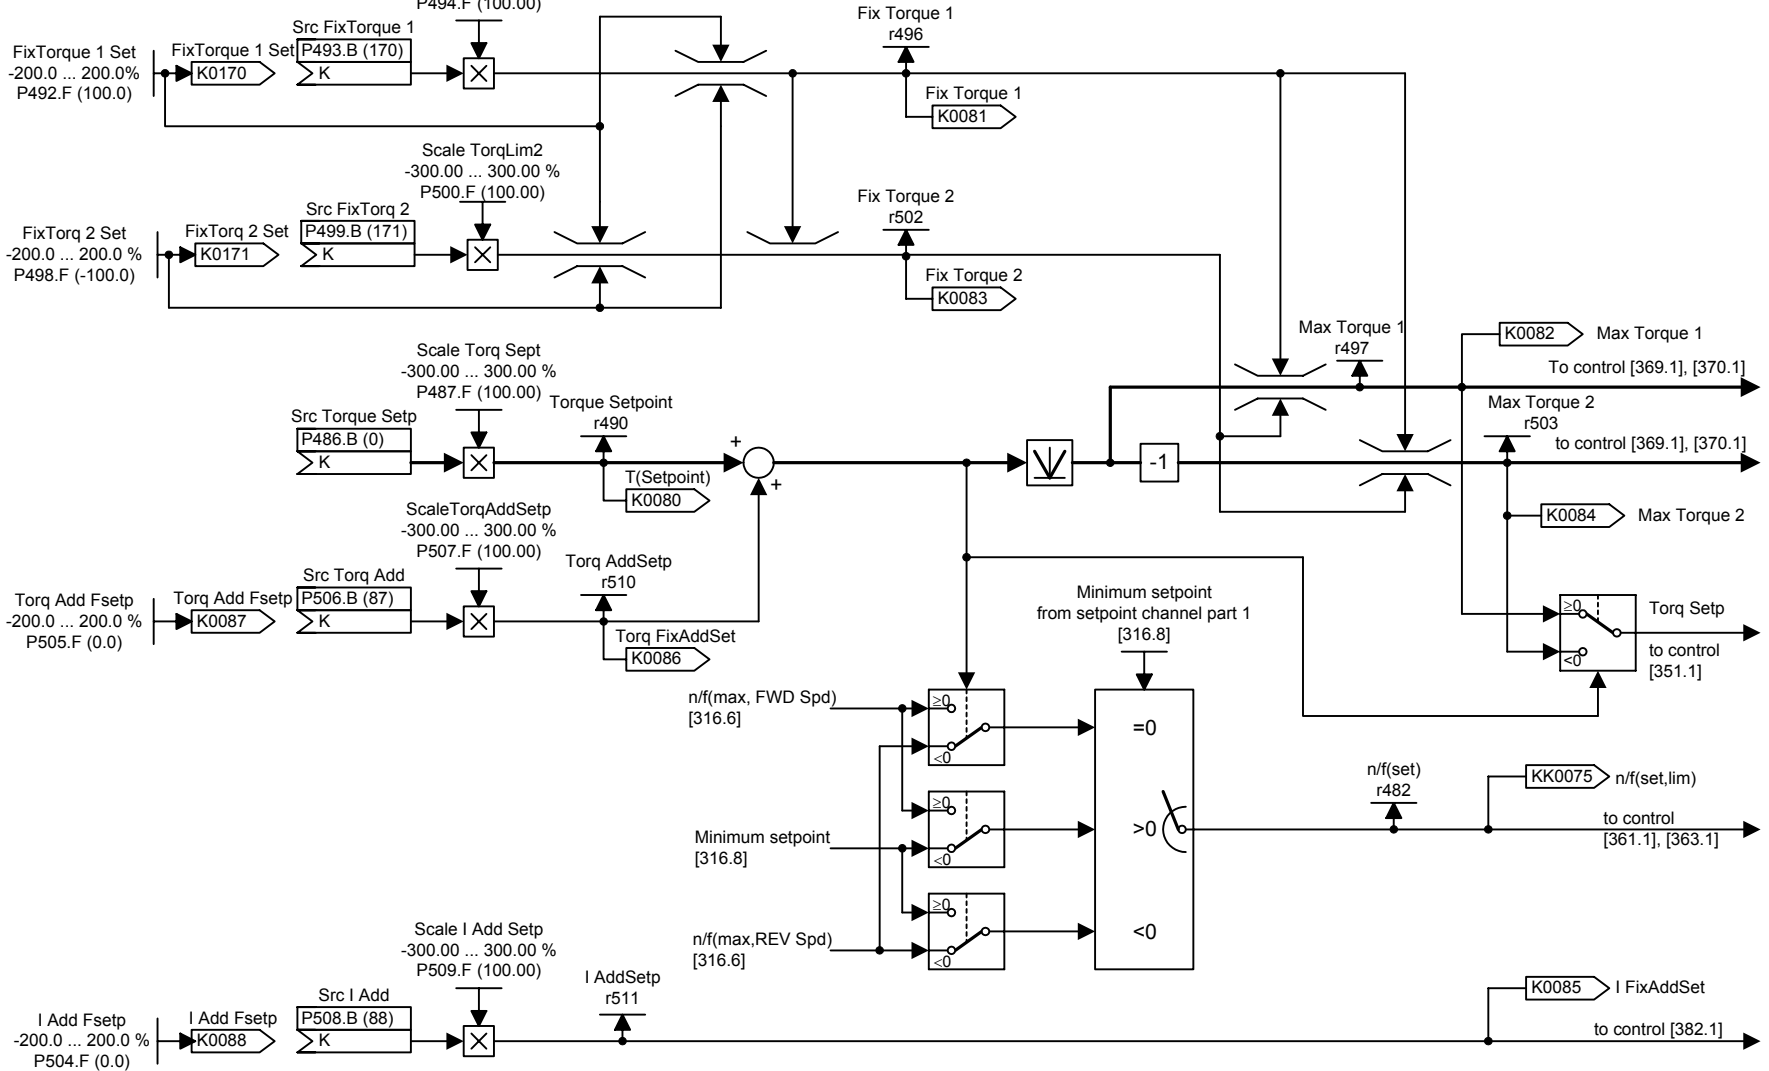 P494.F (100.00)
FixTorque 1 Set
-200.0 ... 200.0%
P492.F (100.0)
FixTorque 1 Set
K0170
Src FixTorque 1
P493.B (170)
K
Fix Torque 1
r496
Fix Torque 1
K0081
Scale TorqLim2
-300.00 ... 300.00 %
P500.F (100.00)
FixTorq 2 Set
-200.0 ... 200.0 %
P498.F (-100.0)
FixTorq 2 Set
K0171
Src FixTorq 2
P499.B (171)
K
Fix Torque 2
r502
Fix Torque 2
K0083
Max Torque 1
r497
K0082
Max Torque 1
To control [369.1], [370.1]
Scale Torq Sept
-300.00 ... 300.00 %
P487.F (100.00)
Src Torque Setp
P486.B (0)
K
Torque Setpoint
r490
T(Setpoint)
K0080
+
+
-1
Max Torque 2
r503
to control [369.1], [370.1]
K0084
Max Torque 2
ScaleTorqAddSetp
-300.00 ... 300.00 %
P507.F (100.00)
Torq Add Fsetp
-200.0 ... 200.0 %
P505.F (0.0)
Torq Add Fsetp
K0087
Src Torq Add
P506.B (87)
K
Torq AddSetp
r510
Torq FixAddSet
K0086
Minimum setpoint
from setpoint channel part 1
[316.8]
≥0
<0
Torq Setp
to control
[351.1]
n/f(max, FWD Spd)
[316.6]
≥0
<0
=0
Minimum setpoint
[316.8]
≥0
<0
>0
n/f(set)
r482
KK0075
n/f(set,lim)
to control
[361.1], [363.1]
n/f(max,REV Spd)
[316.6]
≥0
<0
<0
Scale I Add Setp
-300.00 ... 300.00 %
P509.F (100.00)
I Add Fsetp
-200.0 ... 200.0 %
P504.F (0.0)
I Add Fsetp
K0088
Src I Add
P508.B (88)
K
I AddSetp
r511
K0085
I FixAddSet
to control [382.1]